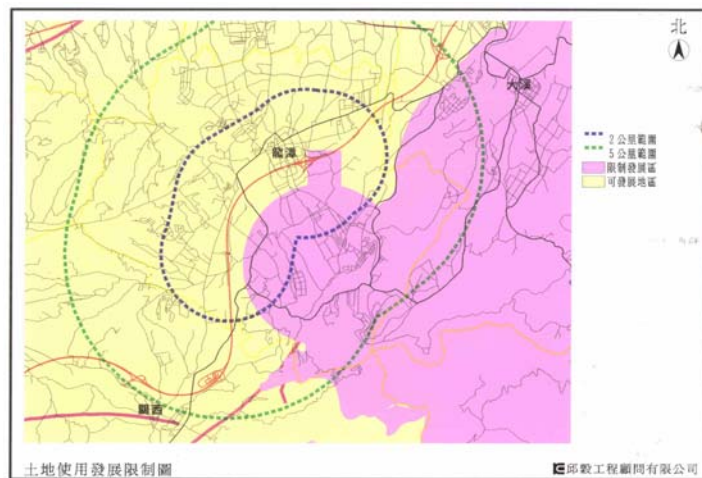 北
大溪
龍潭
2公里範圍
5公里範圍
限制發展區
可發展地區
關西
土地使用發展限制圖
邱毅工程顧問有限公司